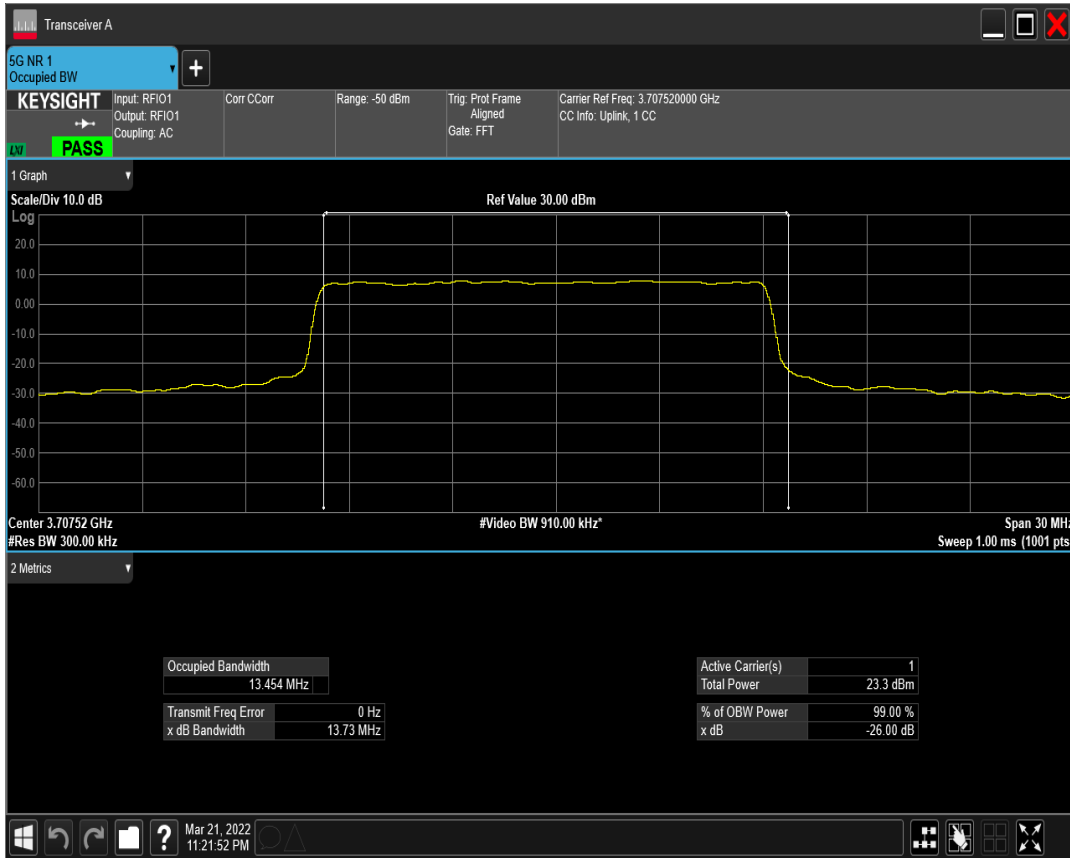 Transceiver A
5G NR 1
Occupied BW
KEYSIGHT
LXI
PASS
Input: RFIO1
Output: RFIO1
Coupling: AC
Corr CCorr
Range: -50 dBm
Trig: Prot Frame
Aligned
Gate: FFT
Carrier Ref Freq: 3.707520000 GHz
CC Info: Uplink, 1 CC
1 Graph
Scale/Div 10.0 dB
Ref Value 30.00 dBm
Log
20.0
10.0
0.00
-10.0
-20.0
-30.0
-40.0
-50.0
-60.0
Center 3.70752 GHz
#Video BW 910.00 kHz*
Span 30 MHz
#Res BW 300.00 kHz
Sweep 1.00 ms (1001 pts
2 Metrics
Occupied Bandwidth
13.454 MHz
Transmit Freq Error 0 Hz
x dB Bandwidth 13.73 MHz
Active Carrier(s) 1
Total Power 23.3 dBm
% of OBW Power 99.00 %
x dB -26.00 dB
?
Mar 21, 2022
11:21:52 PM